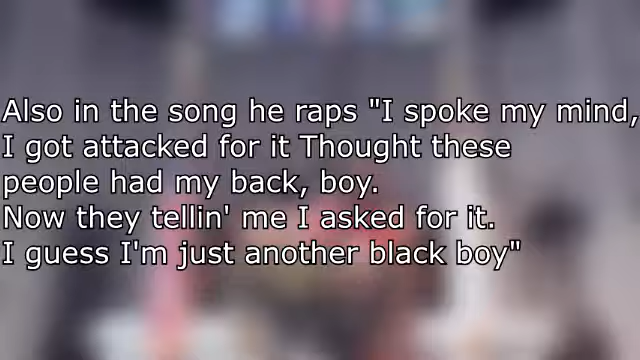 Also in the song he raps "I spoke my mind,
I got attacked for it Thought these
people had my back, boy.
Now they tellin' me I asked for it.
I guess I'm just another black boy"